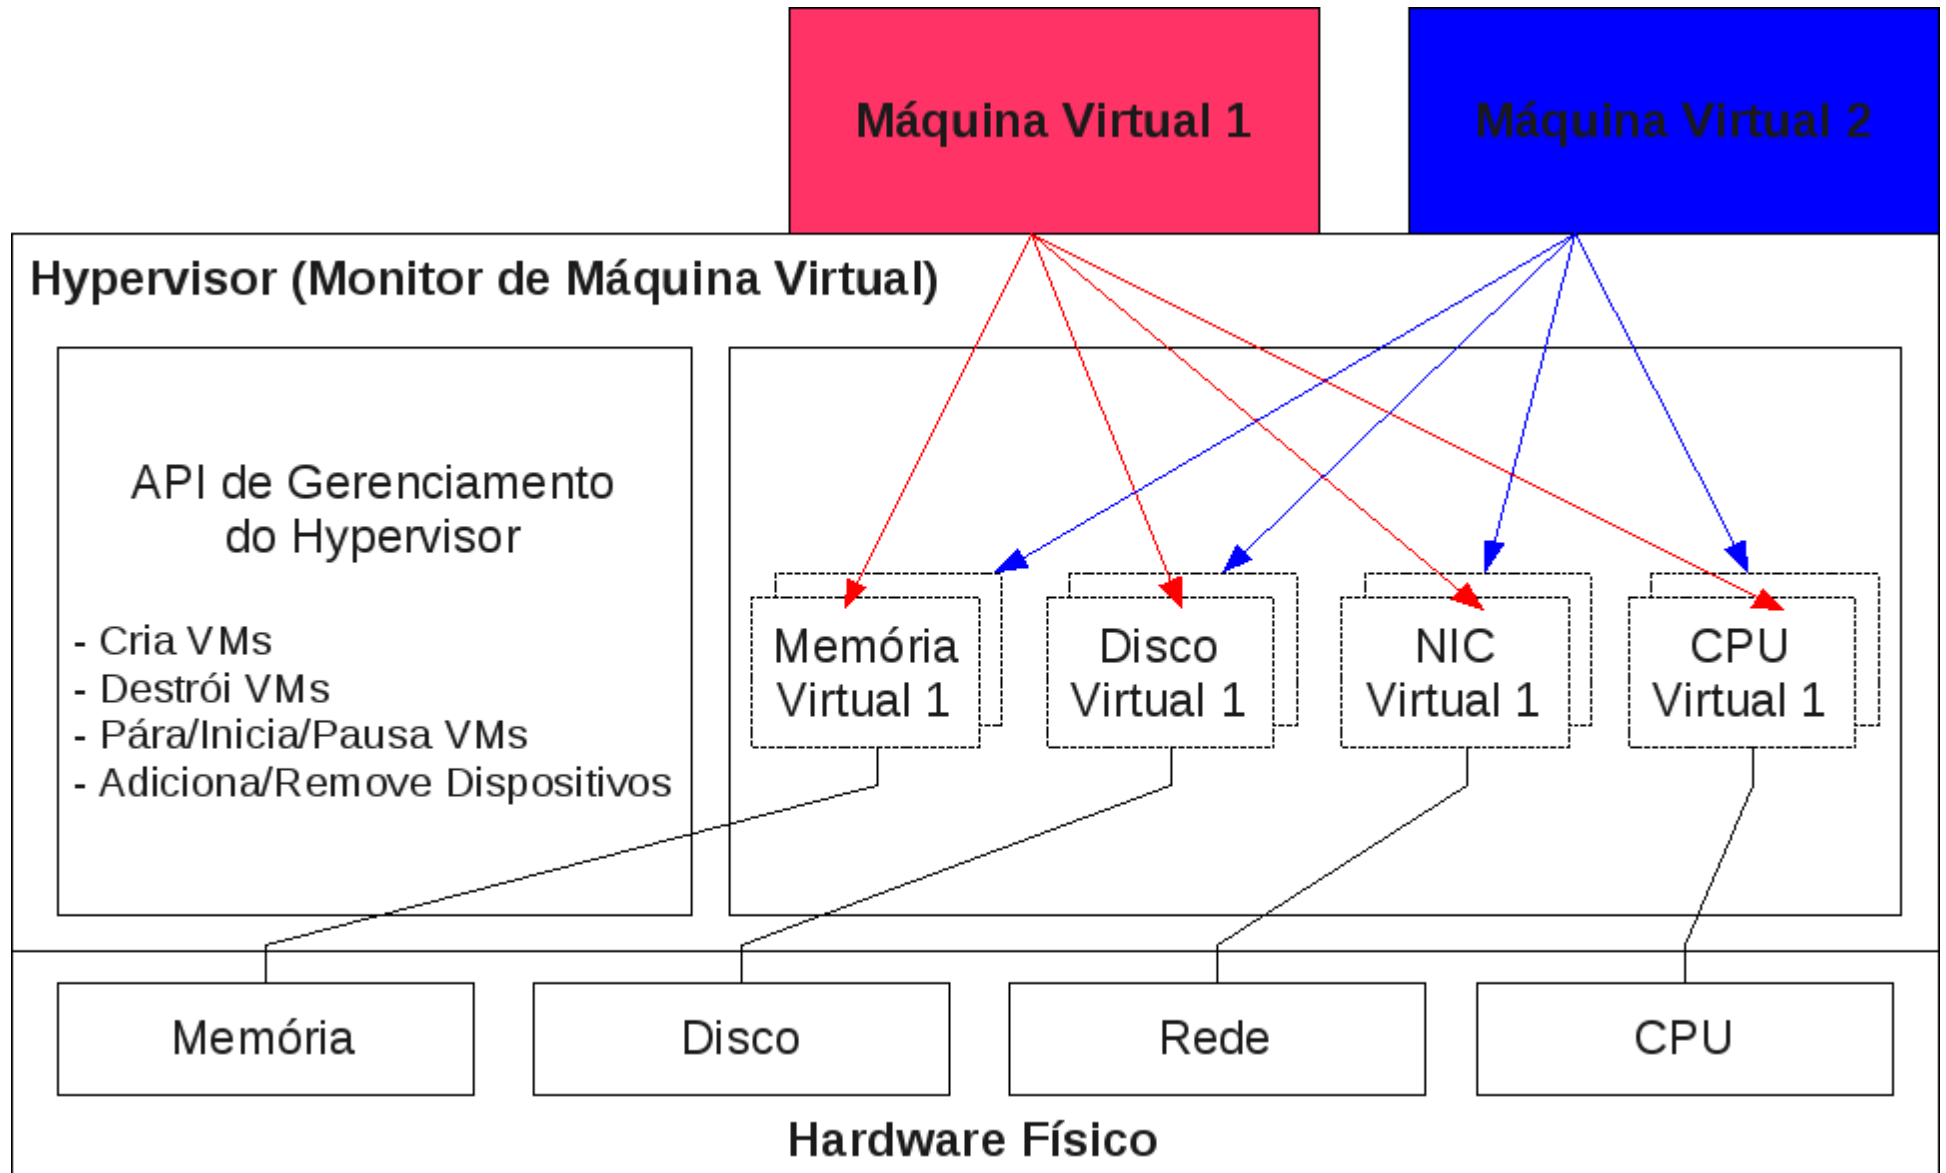 Máquina Virtual 1
Máquina Virtual 2
Hypervisor (Monitor de Máquina Virtual)
API de Gerenciamento
do Hypervisor
- Cria VMs
- Destrói VMs
- Pára/Inicia/Pausa VMs
- Adiciona/Remove Dispositivos
Memória
Virtual 1
Disco
Virtual 1
NIC
Virtual 1
CPU
Virtual 1
Memória
Disco
Rede
CPU
Hardware Físico